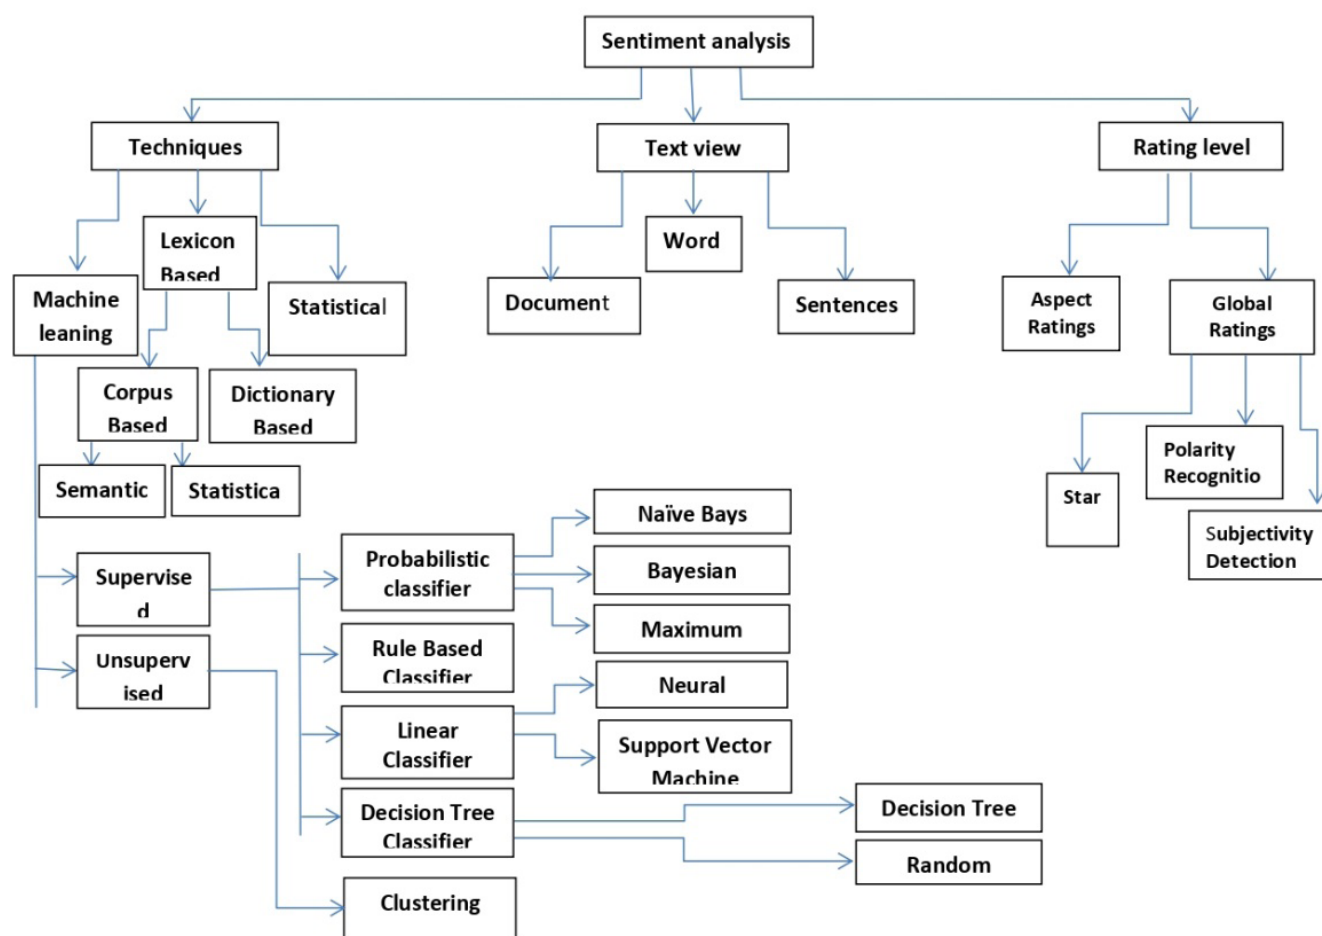 Sentiment analysis
Techniques
Text view
Rating level
Lexicon
Based
Word
Machine
leaning
Statistical
Document
Sentences
Aspect
Ratings
Global
Ratings
Corpus
Based
Dictionary
Based
Semantic
Statistica
Star
Polarity
Recognitio
Subjectivity
Detection
Supervise
d
Unsuperv
ised
Probabilistic
classifier
Naïve Bays
Bayesian
Maximum
Rule Based
Classifier
Linear
Classifier
Neural
Support Vector
Machine
Decision Tree
Classifier
Decision Tree
Random
Clustering